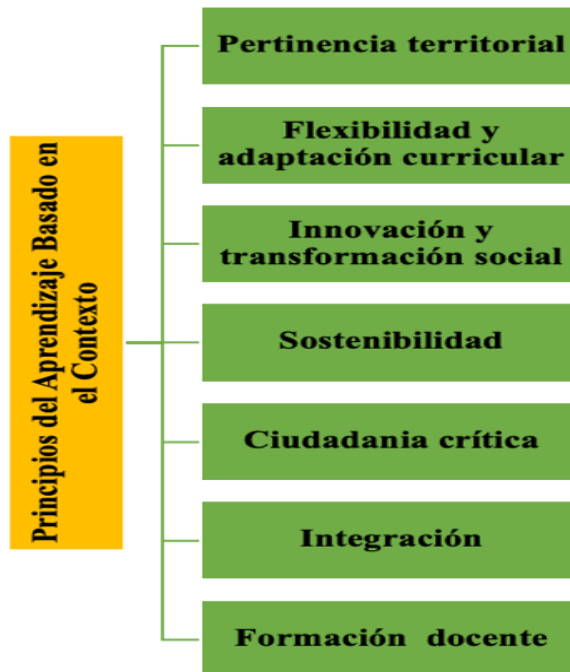 Principios del Aprendizaje Basado en
el Contexto
Pertinencia territorial
Flexibilidad y
adaptación curricular
Innovación y
transformación social
Sostenibilidad
Ciudadania crítica
Integración
Formación docente